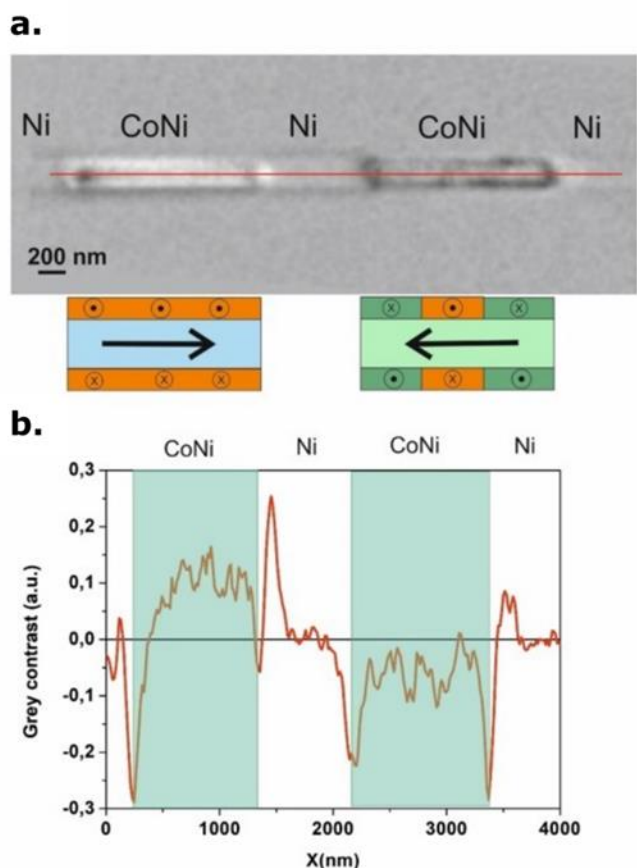 a.
Ni CoNi Ni CoNi Ni
200 nm
b.
CoNi Ni CoNi Ni
0,3
0,2
0,1
0,0
-0,1
-0,2
-0,3
Grey contrast (a.u.)
0 1000 2000 3000 4000
X(nm)